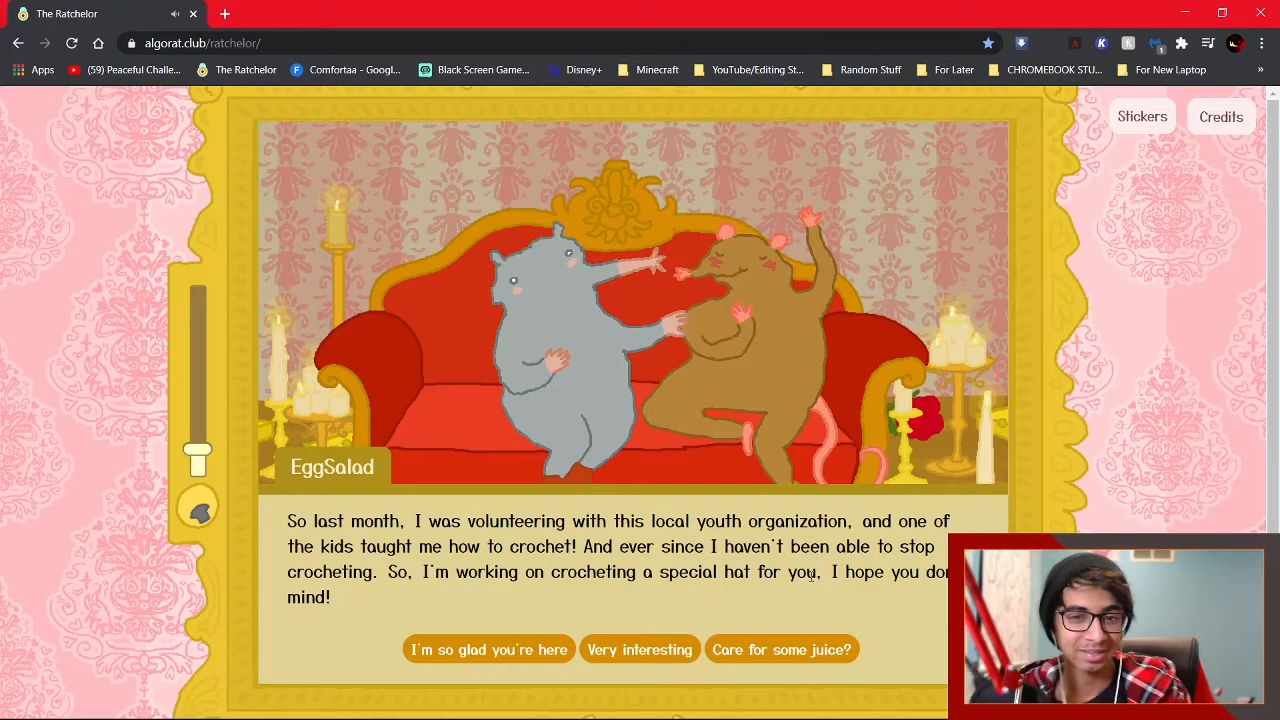 The Ratchelor
algorat.club/ratchelor/
Apps
(59) Peaceful Challe...
The Ratchelor
Comfortaa - Googl...
Black Screen Game...
Disney+
Minecraft
YouTube/Editing St...
Random Stuff
For Later
CHROMEBOOK STU...
For New Laptop
Stickers
Credits
EggSalad
So last month, I was volunteering with this local youth organization, and one of
the kids taught me how to crochet! And ever since I haven't been able to stop
crocheting. So, I'm working on crocheting a special hat for you, I hope you
mind!
I'm so glad you're here
Very interesting
Care for some juice?